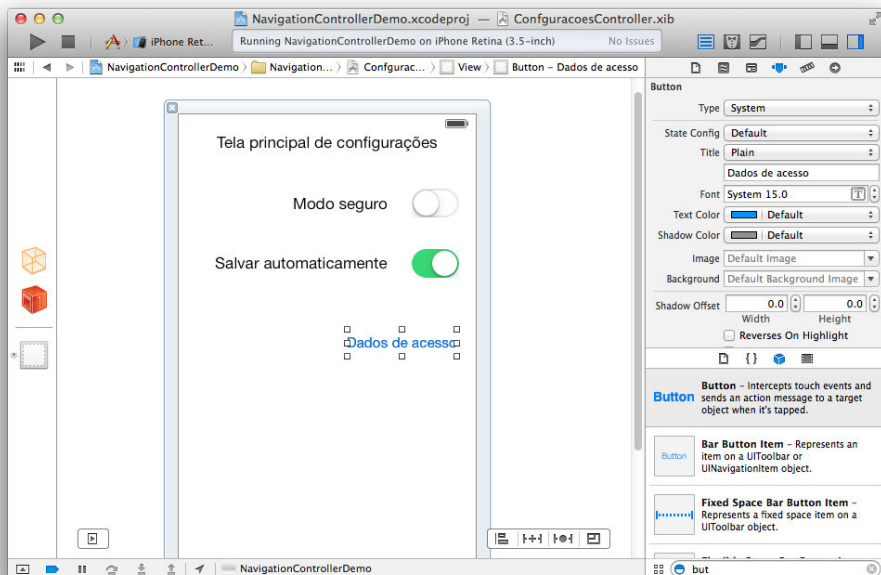 NavigationControllerDemo.xcodeproj — ConfguracoesController.xib
iPhone Ret...
Running NavigationControllerDemo on iPhone Retina (3.5-inch) No Issues
NavigationControllerDemo Navigation... Confgurac... View Button – Dados de acesso
Tela principal de configurações
Modo seguro
Salvar automaticamente
Dados de acesso
NavigationControllerDemo
Button
Type System
State Config Default
Title Plain
Dados de acesso
Font System 15.0 T
Text Color Default
Shadow Color Default
Image Default Image
Background Default Background Image
Shadow Offset 0.0 0.0
Width Height
Reverses On Highlight
{ }
Button Button – Intercepts touch events and
sends an action message to a target
object when it's tapped.
Button Bar Button Item – Represents an
item on a UIToolbar or
UINavigationItem object.
Fixed Space Bar Button Item –
Represents a fixed space item on a
UIToolbar object.
but